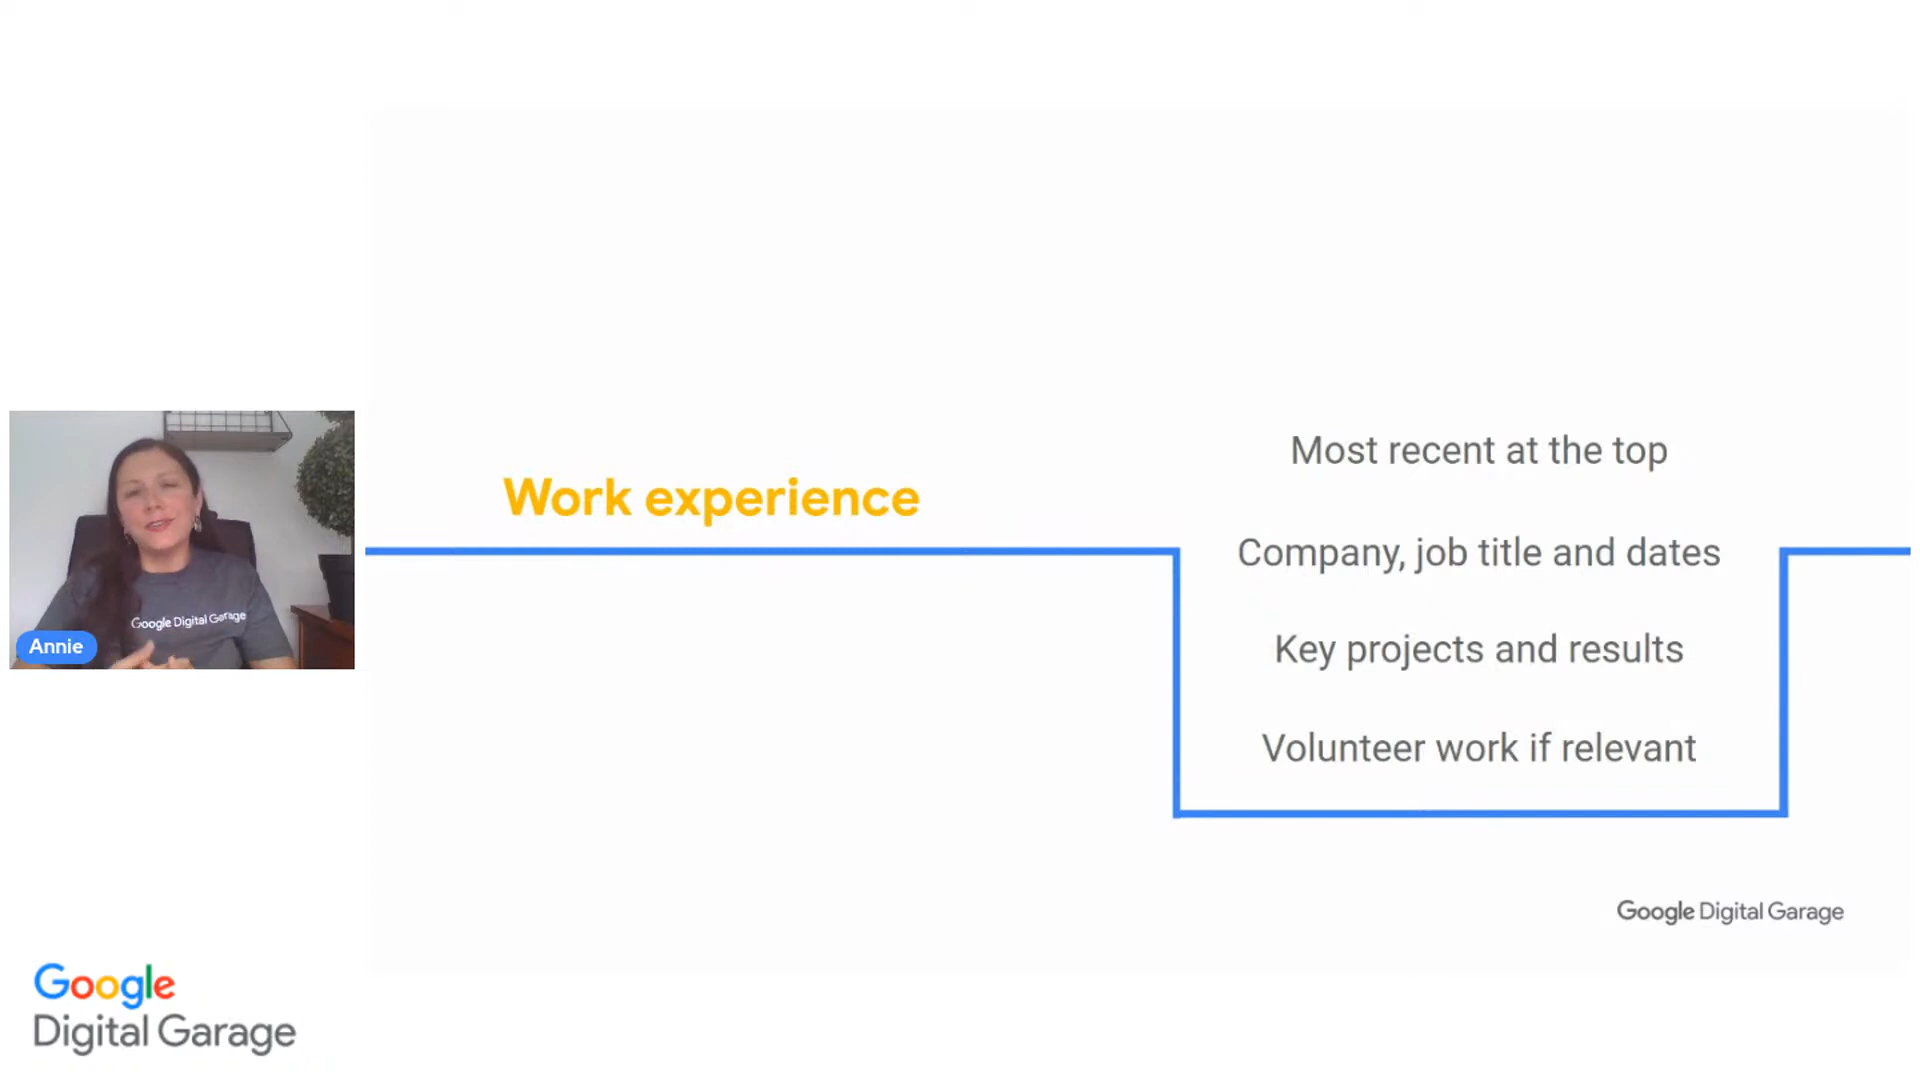 Work experience
Most recent at the top
Company, job title and dates
Key projects and results
Volunteer work if relevant
Google Digital Garage
Annie
Google Digital Garage
Google
Digital Garage